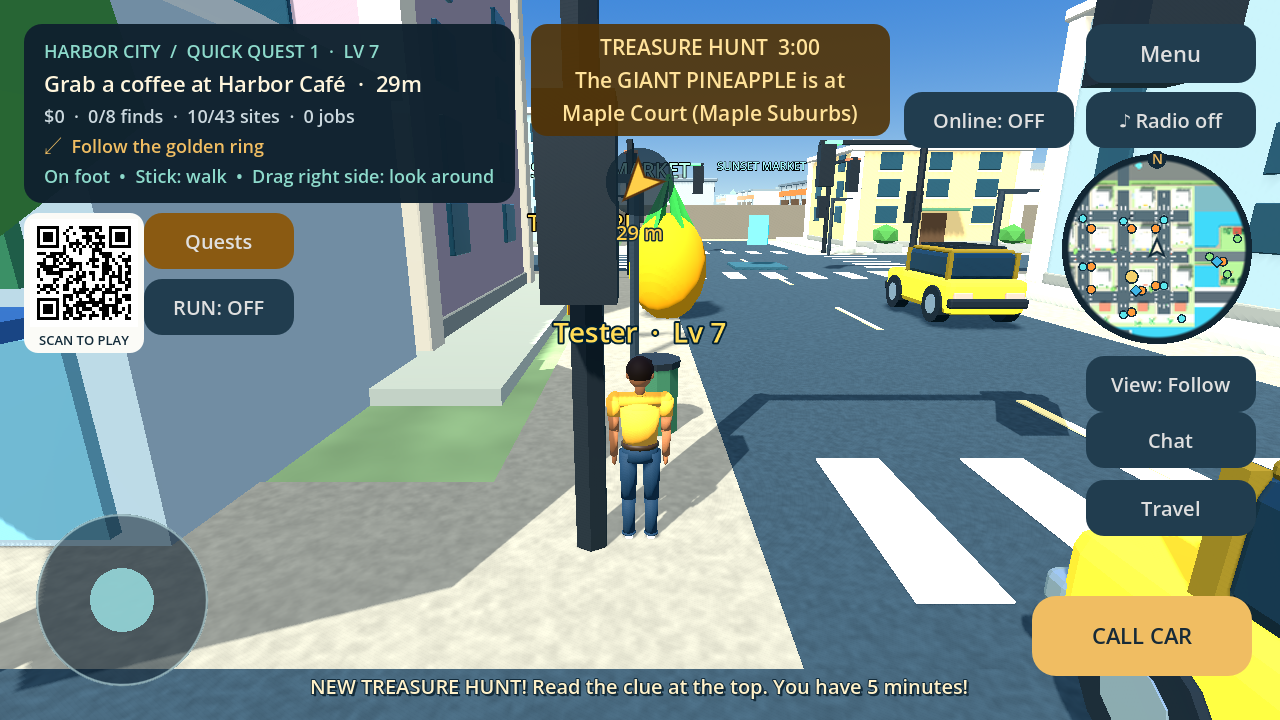 HARBOR CITY / QUICK QUEST 1 · LV 7
Grab a coffee at Harbor Café · 29m
$0 · 0/8 finds · 10/43 sites · 0 jobs
↙ Follow the golden ring
On foot • Stick: walk • Drag right side: look around
TREASURE HUNT 3:00
The GIANT PINEAPPLE is at
Maple Court (Maple Suburbs)
Menu
Online: OFF
♪ Radio off
N
SUNSET MARKET
29 m
Quests
RUN: OFF
SCAN TO PLAY
Tester · Lv 7
View: Follow
Chat
Travel
CALL CAR
NEW TREASURE HUNT! Read the clue at the top. You have 5 minutes!